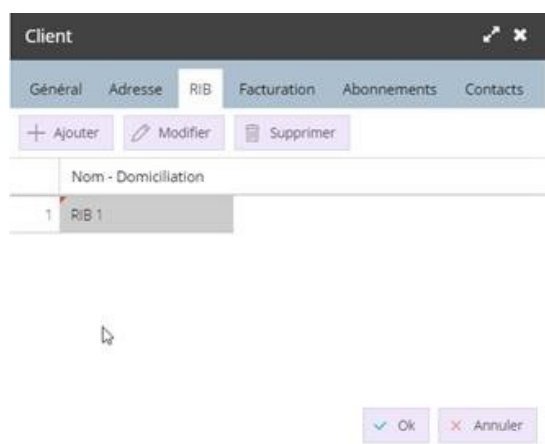 Client
Général Adresse RIB Facturation Abonnements Contacts
Ajouter Modifier Supprimer
Nom - Domiciliation
1 RIB 1
Ok Annuler